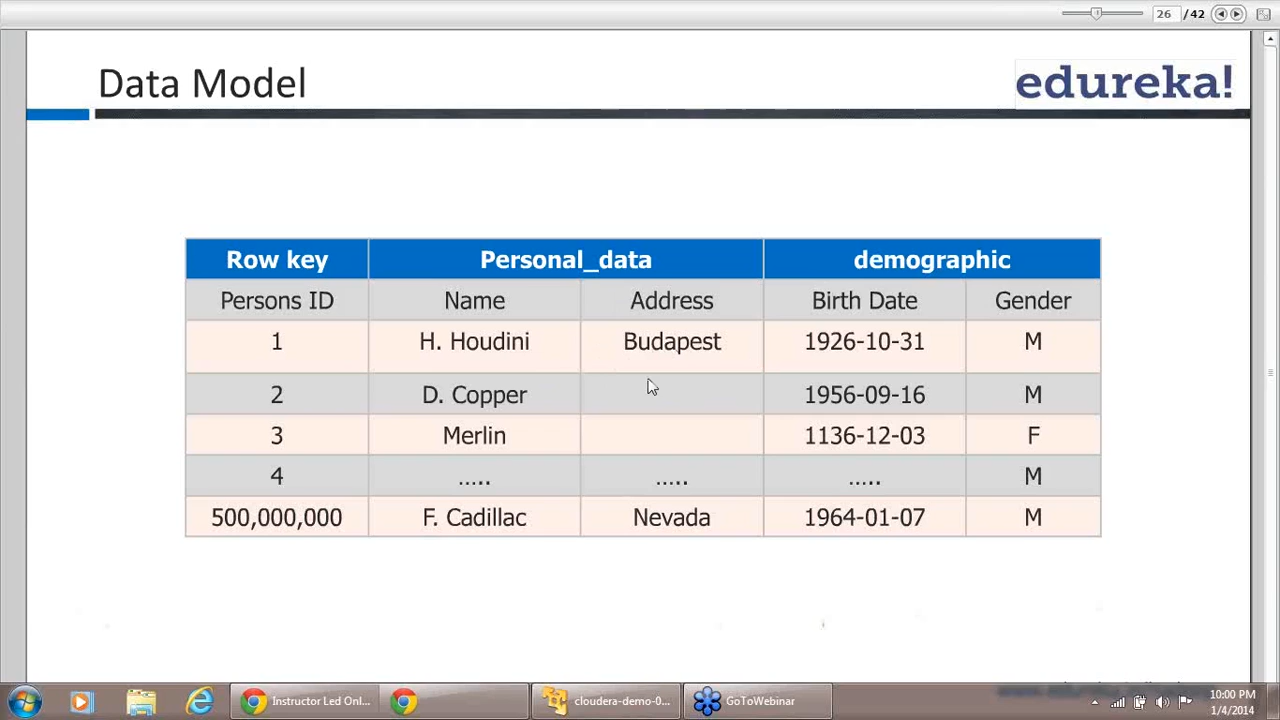 26 / 42
Data Model
edureka!
Row key Personal_data demographic
Persons ID Name Address Birth Date Gender
1 H. Houdini Budapest 1926-10-31 M
2 D. Copper 1956-09-16 M
3 Merlin 1136-12-03 F
4 ..... ..... ..... M
500,000,000 F. Cadillac Nevada 1964-01-07 M
Instructor Led Onl... cloudera-demo-0... GoToWebinar
10:00 PM
1/4/2014